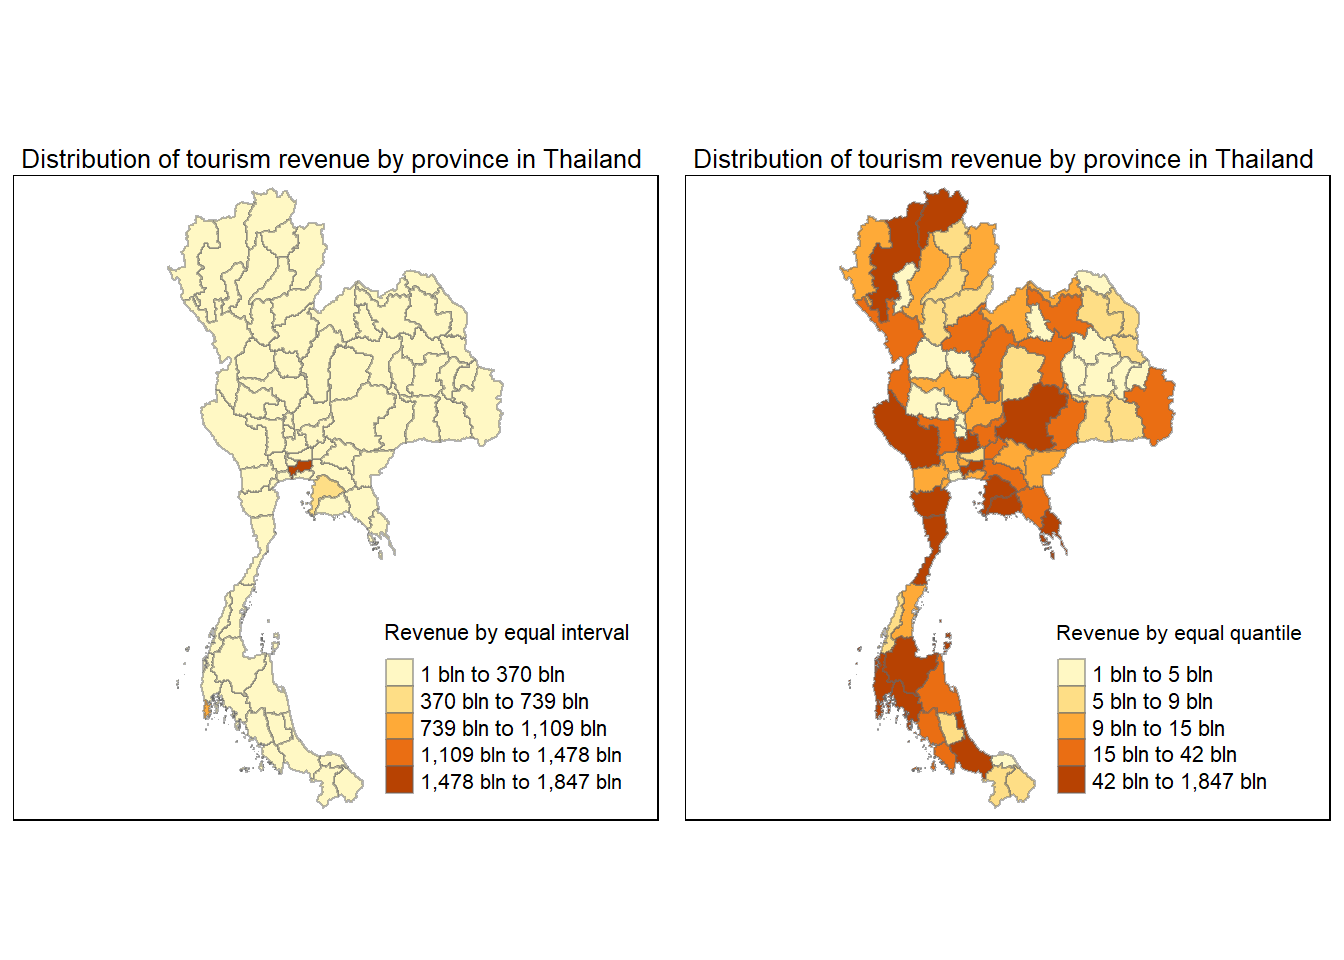 Distribution of tourism revenue by province in Thailand
Revenue by equal interval
1 bln to 370 bln
370 bln to 739 bln
739 bln to 1,109 bln
1,109 bln to 1,478 bln
1,478 bln to 1,847 bln
Distribution of tourism revenue by province in Thailand
Revenue by equal quantile
1 bln to 5 bln
5 bln to 9 bln
9 bln to 15 bln
15 bln to 42 bln
42 bln to 1,847 bln